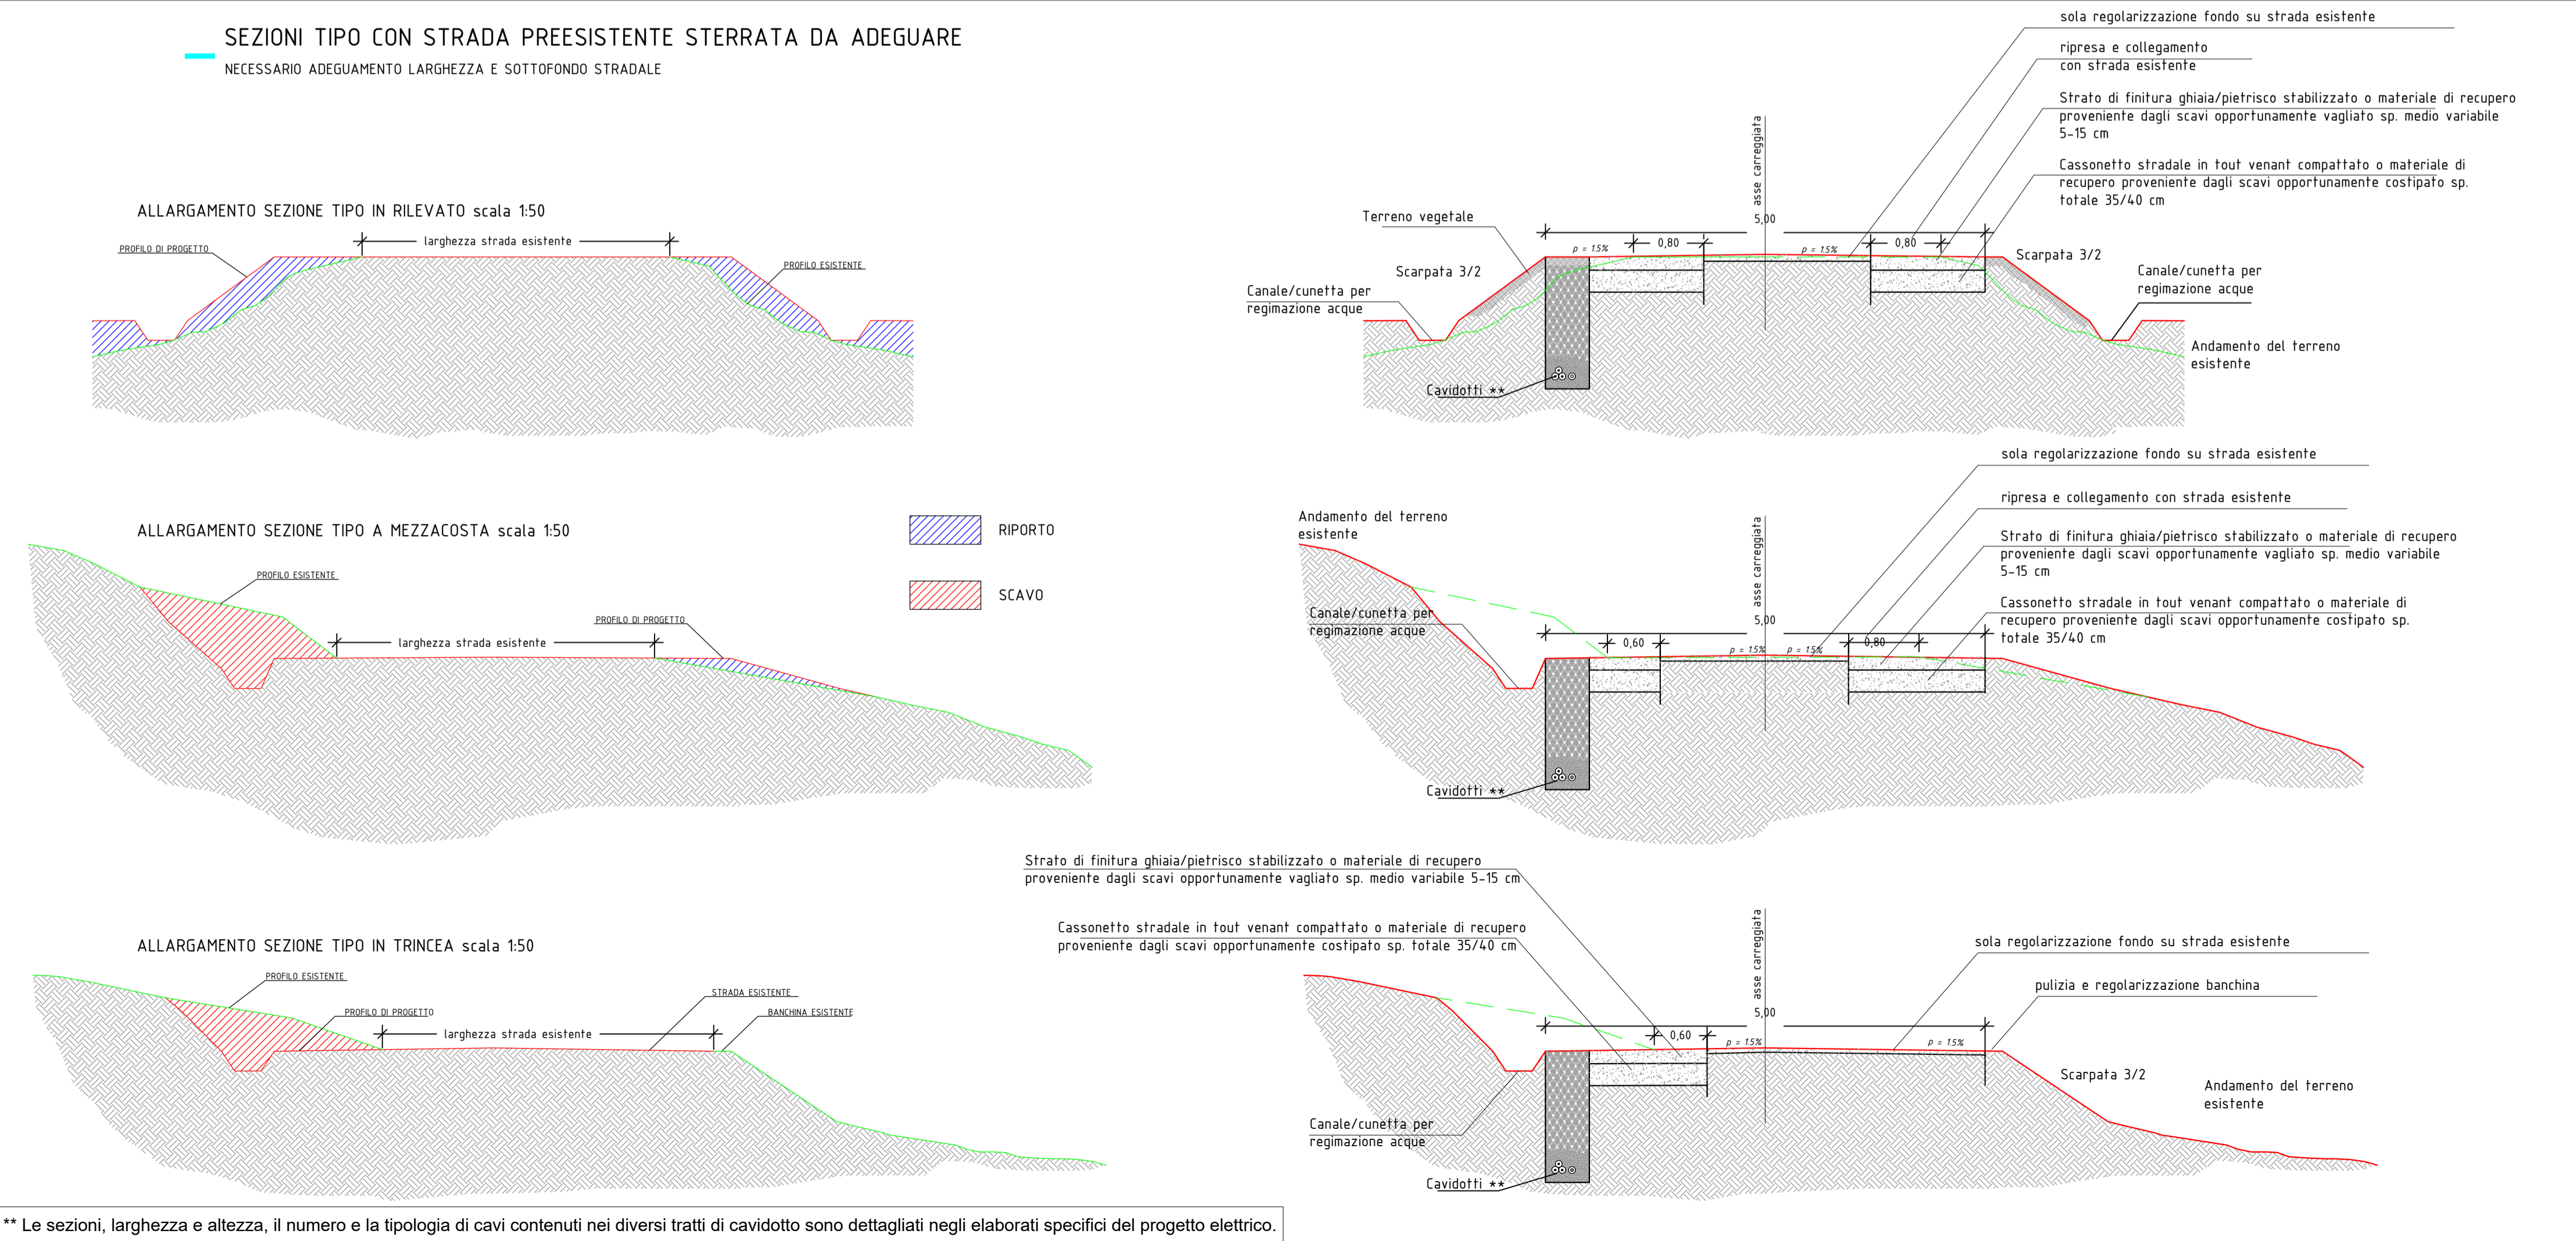 SEZIONI TIPO CON STRADA PREESISTENTE STERRATA DA ADEGUARE
NECESSARIO ADEGUAMENTO LARGHEZZA E SOTTOFONDO STRADALE
ALLARGAMENTO SEZIONE TIPO IN RILEVATO scala 1:50
PROFILO DI PROGETTO
larghezza strada esistente
PROFILO ESISTENTE
sola regolarizzazione fondo su strada esistente
ripresa e collegamento
con strada esistente
Strato di finitura ghiaia/pietrisco stabilizzato o materiale di recupero
proveniente dagli scavi opportunamente vagliato sp. medio variabile
5-15 cm
Cassonetto stradale in tout venant compattato o materiale di
recupero proveniente dagli scavi opportunamente costipato sp.
totale 35/40 cm
asse carreggiata
5,00
Terreno vegetale
p = 1.5%
0,80
p = 1.5%
0,80
Scarpata 3/2
Scarpata 3/2
Canale/cunetta per
regimazione acque
Canale/cunetta per
regimazione acque
Andamento del terreno
esistente
Cavidotti **
ALLARGAMENTO SEZIONE TIPO A MEZZACOSTA scala 1:50
PROFILO ESISTENTE
larghezza strada esistente
PROFILO DI PROGETTO
RIPORTO
SCAVO
sola regolarizzazione fondo su strada esistente
ripresa e collegamento con strada esistente
Strato di finitura ghiaia/pietrisco stabilizzato o materiale di recupero
proveniente dagli scavi opportunamente vagliato sp. medio variabile
5-15 cm
Cassonetto stradale in tout venant compattato o materiale di
recupero proveniente dagli scavi opportunamente costipato sp.
totale 35/40 cm
Andamento del terreno
esistente
asse carreggiata
5,00
Canale/cunetta per
regimazione acque
0,60
p = 1.5%
p = 1.5%
0,80
Cavidotti **
ALLARGAMENTO SEZIONE TIPO IN TRINCEA scala 1:50
PROFILO ESISTENTE
PROFILO DI PROGETTO
larghezza strada esistente
STRADA ESISTENTE
BANCHINA ESISTENTE
Strato di finitura ghiaia/pietrisco stabilizzato o materiale di recupero
proveniente dagli scavi opportunamente vagliato sp. medio variabile 5-15 cm
Cassonetto stradale in tout venant compattato o materiale di recupero
proveniente dagli scavi opportunamente costipato sp. totale 35/40 cm
asse carreggiata
5,00
sola regolarizzazione fondo su strada esistente
pulizia e regolarizzazione banchina
0,60
p = 1.5%
p = 1.5%
Scarpata 3/2
Andamento del terreno
esistente
Canale/cunetta per
regimazione acque
Cavidotti **
** Le sezioni, larghezza e altezza, il numero e la tipologia di cavi contenuti nei diversi tratti di cavidotto sono dettagliati negli elaborati specifici del progetto elettrico.